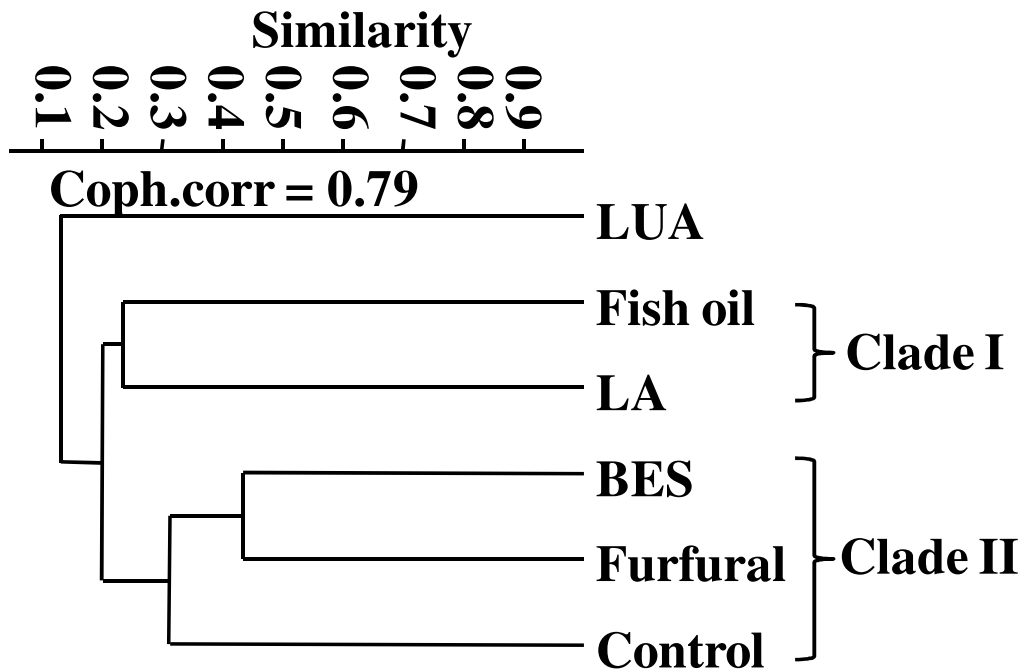 Similarity
0.1 0.2 0.3 0.4 0.5 0.6 0.7 0.8 0.9
Coph.corr = 0.79
LUA
Fish oil
Clade I
LA
BES
Clade II
Furfural
Control